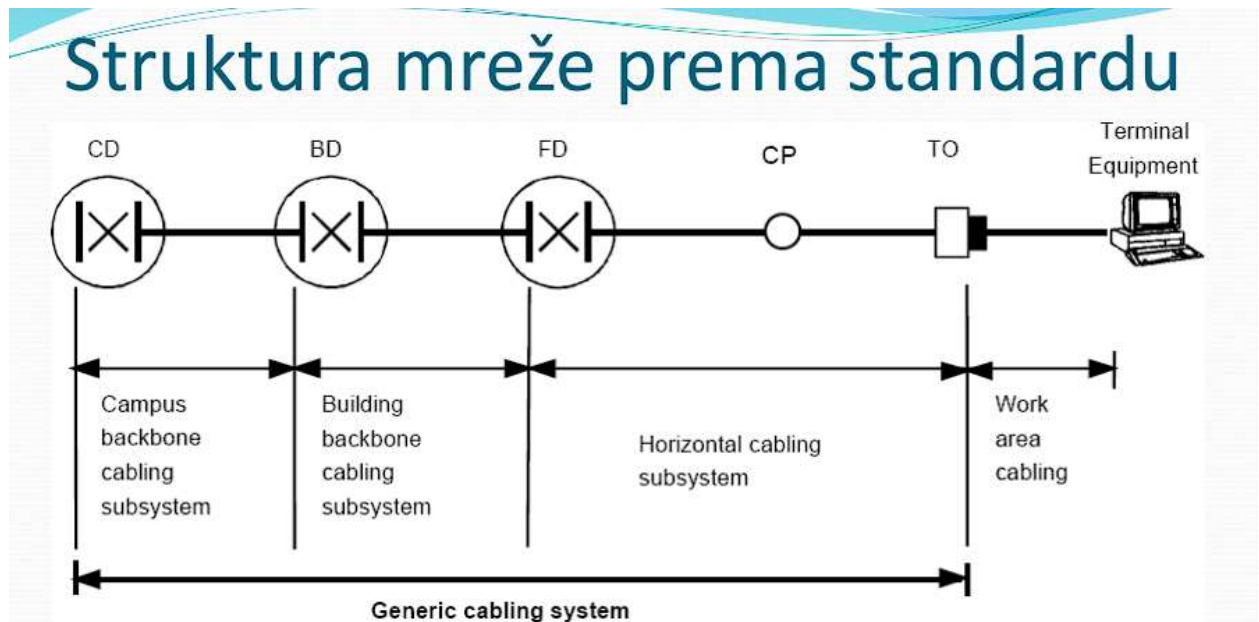 Struktura mreže prema standardu
CD
BD
FD
CP
TO
Terminal
Equipment
Campus
backbone
cabling
subsystem
Building
backbone
cabling
subsystem
Horizontal cabling
subsystem
Work
area
cabling
Generic cabling system